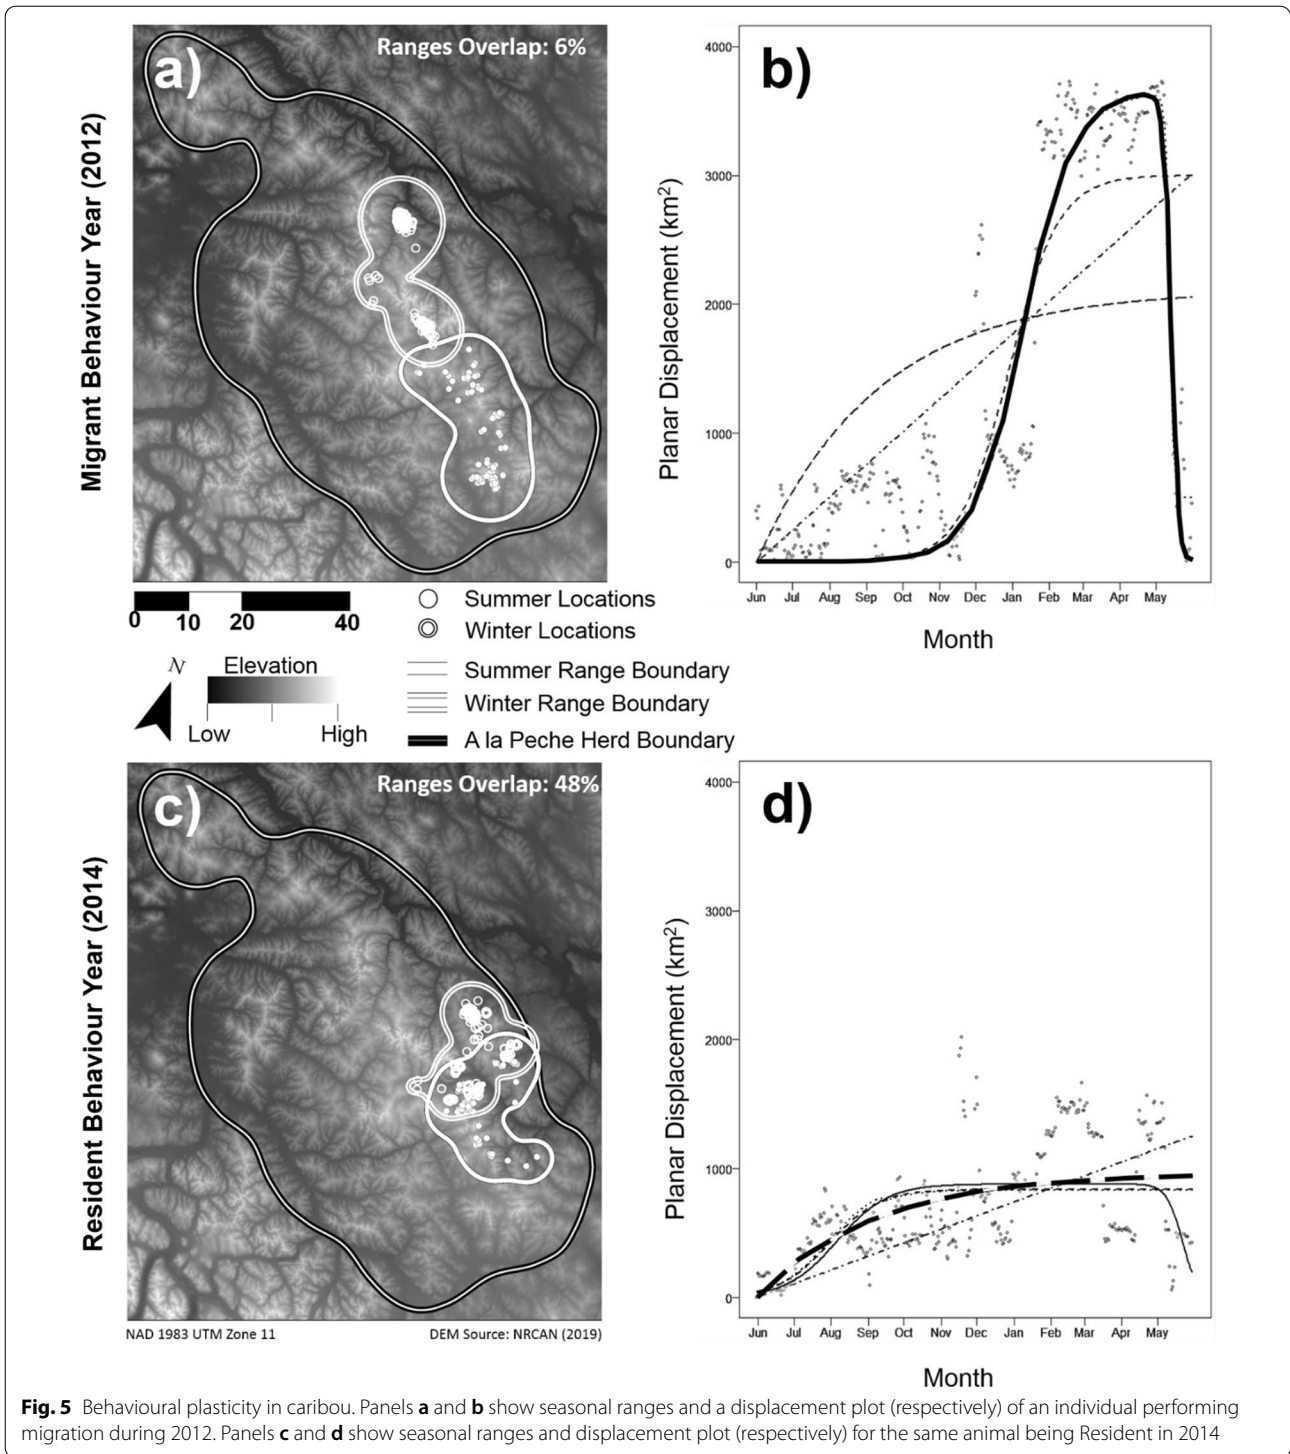 Migrant Behaviour Year (2012)
a)
Ranges Overlap: 6%
b)
Planar Displacement (km²)
4000
3000
2000
1000
0
Jun Jul Aug Sep Oct Nov Dec Jan Feb Mar Apr May
Month
0 10 20 40
N
Elevation
Low High
Summer Locations
Winter Locations
Summer Range Boundary
Winter Range Boundary
A la Peche Herd Boundary
Resident Behaviour Year (2014)
c)
Ranges Overlap: 48%
NAD 1983 UTM Zone 11
DEM Source: NRCAN (2019)
d)
Planar Displacement (km²)
4000
3000
2000
1000
0
Jun Jul Aug Sep Oct Nov Dec Jan Feb Mar Apr May
Month
Fig. 5 Behavioural plasticity in caribou. Panels a and b show seasonal ranges and a displacement plot (respectively) of an individual performing
migration during 2012. Panels c and d show seasonal ranges and displacement plot (respectively) for the same animal being Resident in 2014